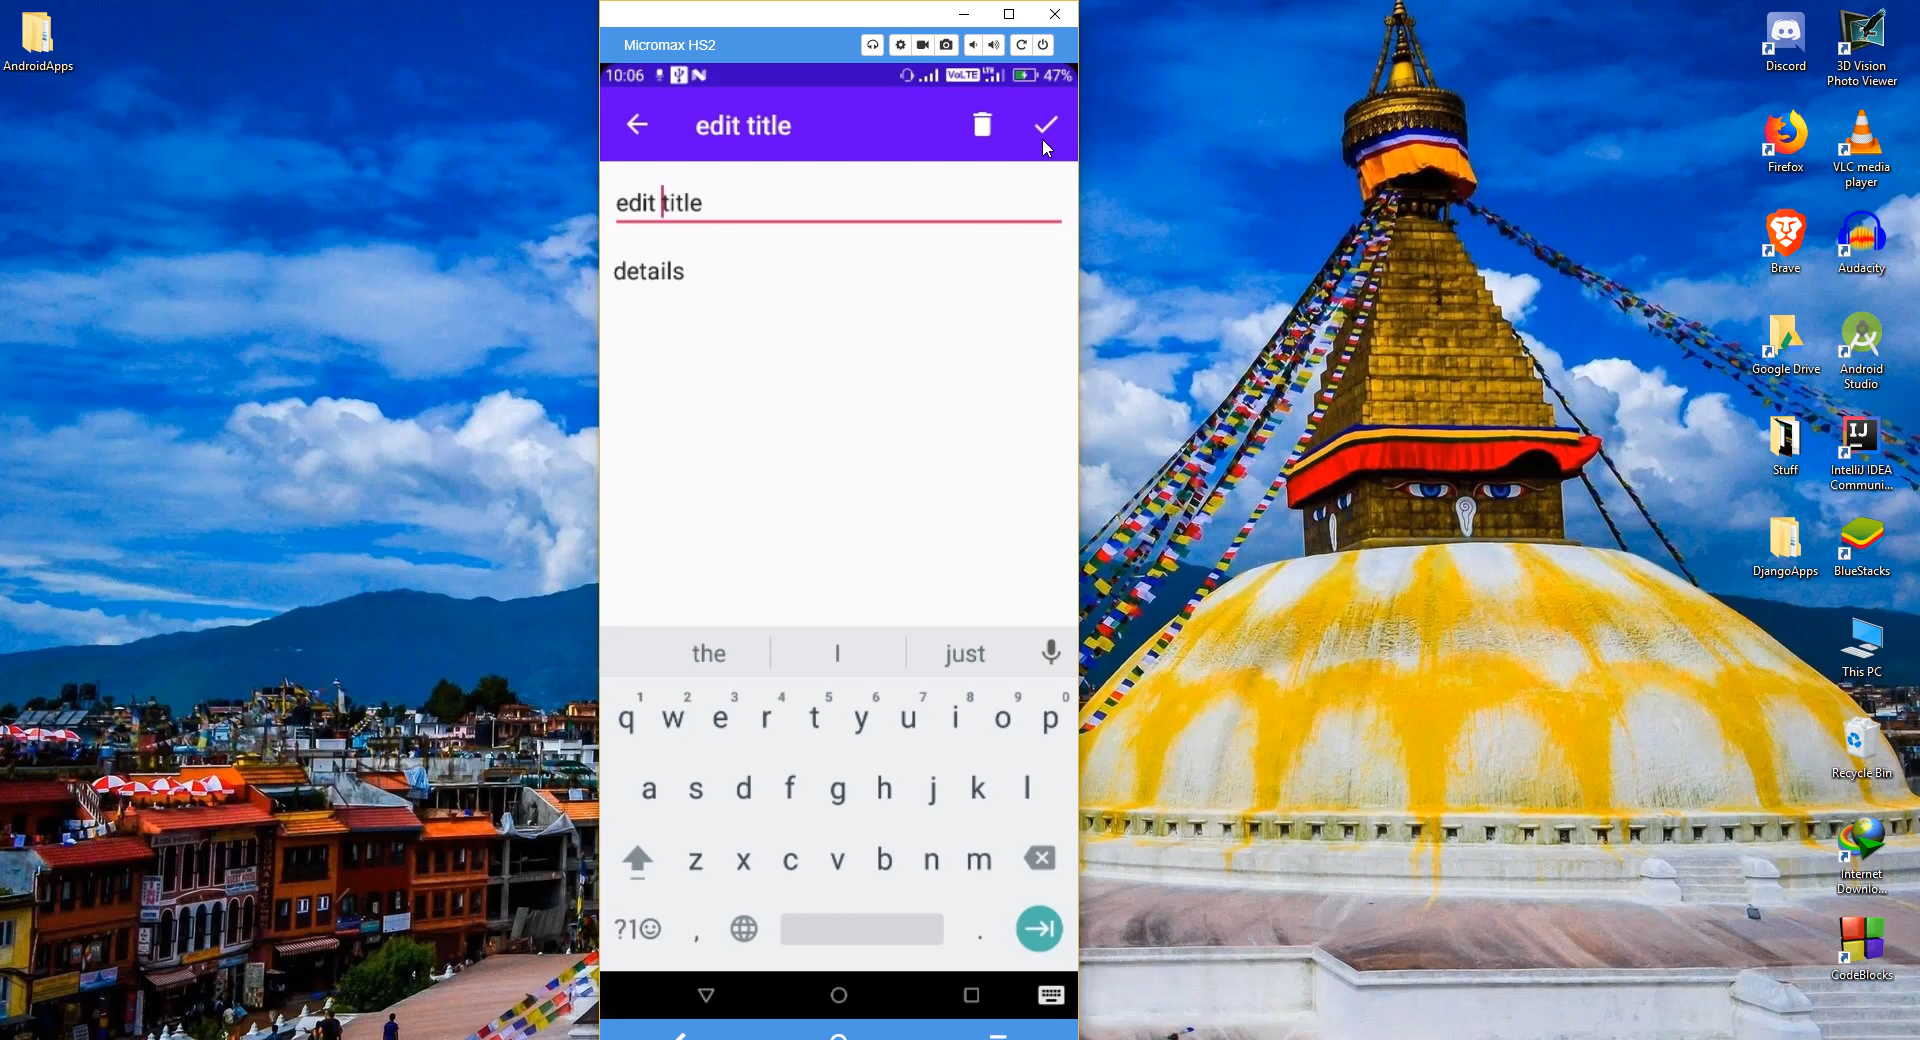 AndroidApps
Micromax HS2
10:06
VoLTE LTE 47%
edit title
edit title
details
the I just
1 2 3 4 5 6 7 8 9 0
q w e r t y u i o p
a s d f g h j k l
z x c v b n m
?1☺ , .
Discord
3D Vision
Photo Viewer
Firefox
VLC media
player
Brave
Audacity
Google Drive
Android
Studio
Stuff
IJ
IntelliJ IDEA
Communi...
DjangoApps
BlueStacks
This PC
Recycle Bin
Internet
Downlo...
CodeBlocks